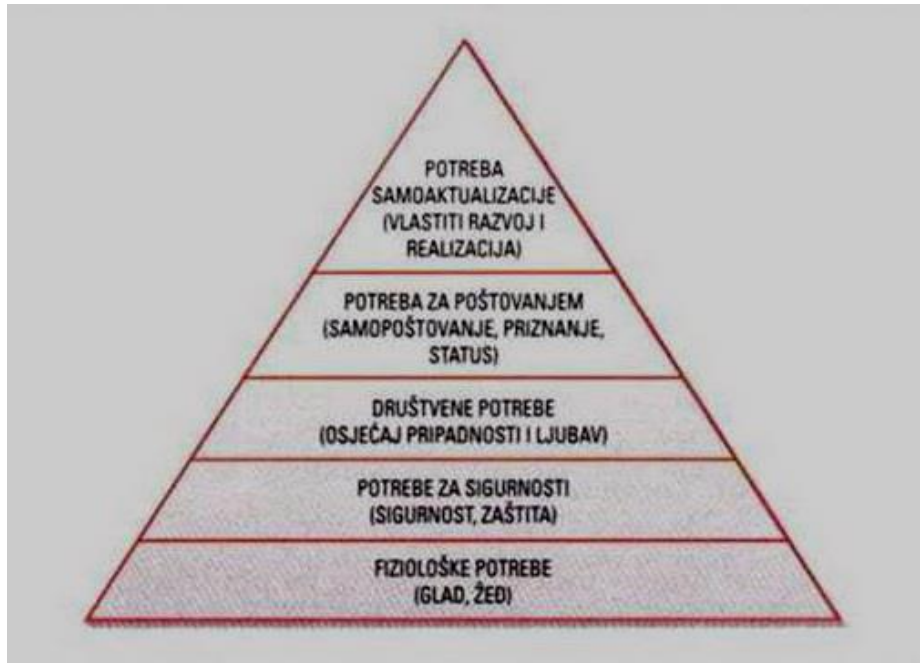 POTREBA
SAMOAKTUALIZACIJE
(VLASTITI RAZVOJ I
REALIZACIJA)
POTREBA ZA POŠTOVANJEM
(SAMOPOŠTOVANJE, PRIZNANJE,
STATUS)
DRUŠTVENE POTREBE
(OSJEĆAJ PRIPADNOSTI I LJUBAV)
POTREBE ZA SIGURNOSTI
(SIGURNOST, ZAŠTITA)
FIZIOLOŠKE POTREBE
(GLAD, ŽEĐ)